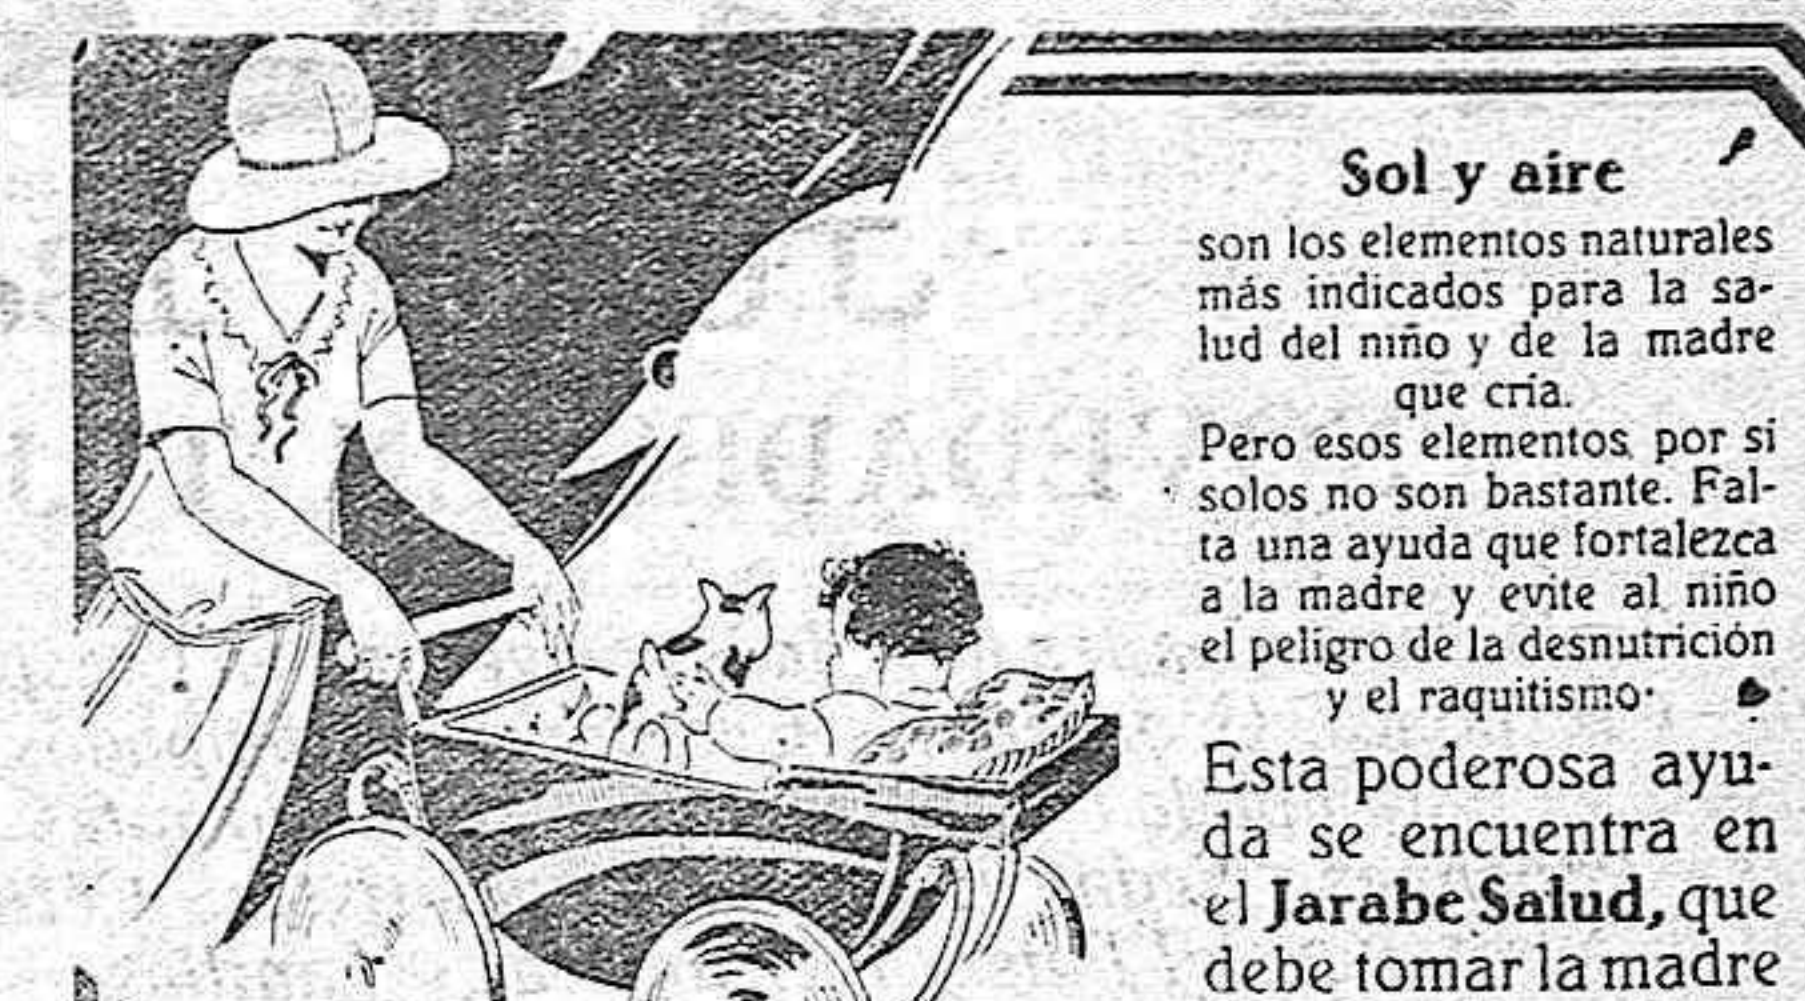 Sol y aire
son los elementos naturales
más indicados para la sa-
lud del niño y de la madre
que cría.
Pero esos elementos por sí
solos no son bastante. Fal-
ta una ayuda que fortalezca
a la madre y evite al niño
el peligro de la desnutrición
y el raquitismo.
Esta poderosa ayu-
da se encuentra en
el Jarabe Salud, que
debe tomar la madre